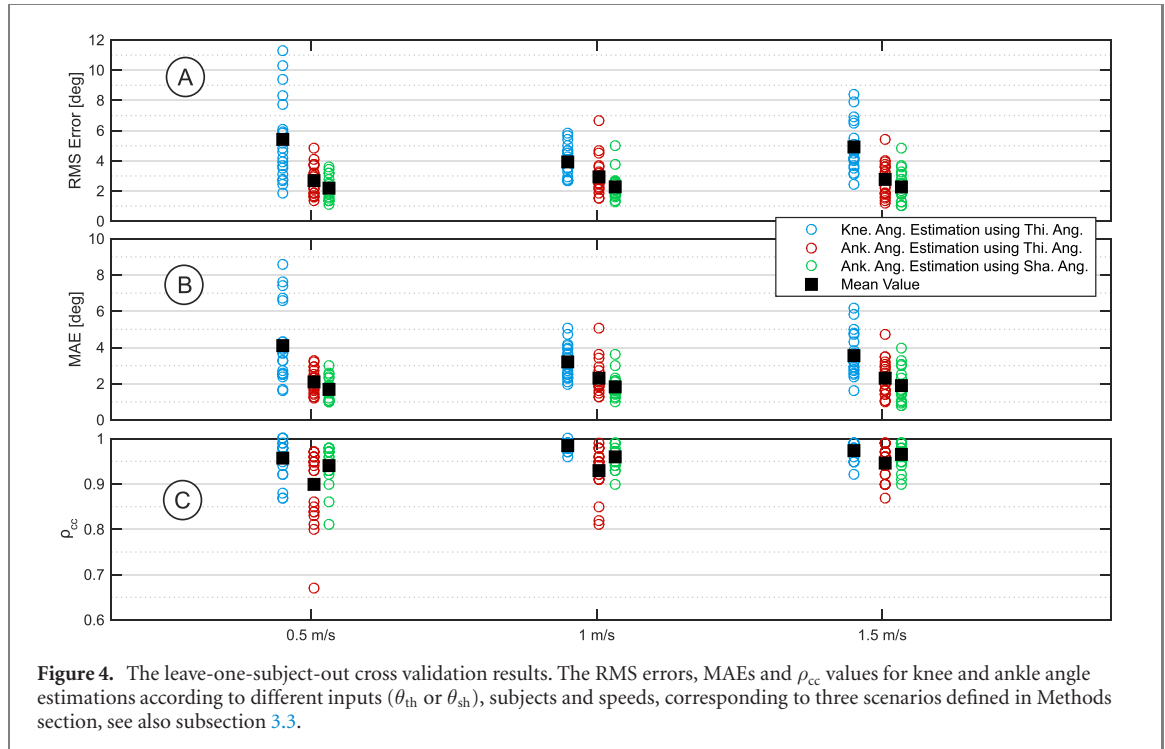 12
10
8
6
4
2
0
RMS Error [deg]
A
10
8
6
4
2
0
MAE [deg]
B
Kne. Ang. Estimation using Thi. Ang.
Ank. Ang. Estimation using Thi. Ang.
Ank. Ang. Estimation using Sha. Ang.
Mean Value
1
0.9
0.8
0.7
0.6
ρcc
C
0.5 m/s 1 m/s 1.5 m/s
Figure 4. The leave-one-subject-out cross validation results. The RMS errors, MAEs and ρcc values for knee and ankle angle
estimations according to different inputs (θth or θsh), subjects and speeds, corresponding to three scenarios defined in Methods
section, see also subsection 3.3.